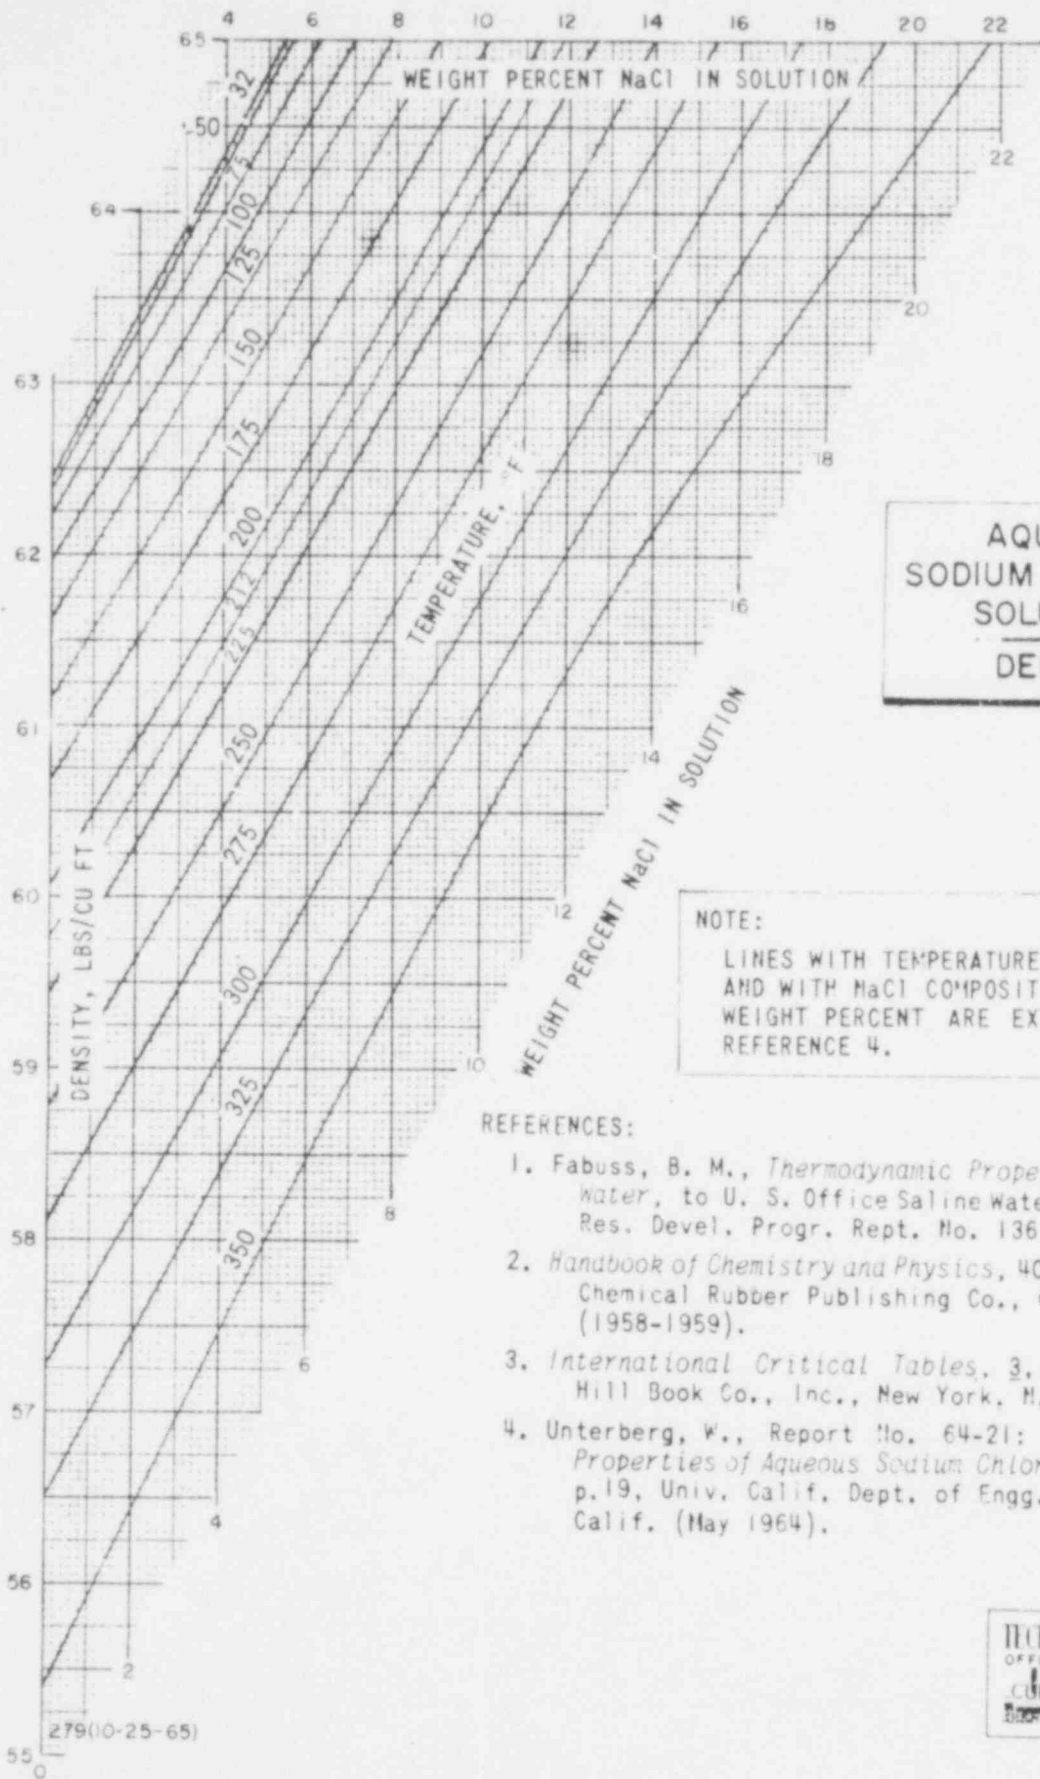 4 6 8 10 12 14 16 18 20 22
65
WEIGHT PERCENT NaCl IN SOLUTION
32
.50
22
75
64
100
125
20
150
63
175
18
TEMPERATURE, °F
200
62
212
16
225
61
250
14
275
DENSITY, LBS/CU FT
60
12
WEIGHT PERCENT NaCl IN SOLUTION
300
59
10
325
8
58
350
6
57
4
56
2
279(10-25-65)
55
0
AQU
SODIUM
SOLU
DE
NOTE:
LINES WITH TEMPERATURE
AND WITH NaCl COMPOSIT
WEIGHT PERCENT ARE EX
REFERENCE 4.
REFERENCES:
1. Fabuss, B. M., Thermodynamic Prope
Water, to U. S. Office Saline Wate
Res. Devel. Progr. Rept. No. 136
2. Handbook of Chemistry and Physics, 40
Chemical Rubber Publishing Co.,
(1958-1959).
3. International Critical Tables, 3,
Hill Book Co., Inc., New York, N.
4. Unterberg, W., Report No. 64-21:
Properties of Aqueous Sodium Chlor
p.19, Univ. Calif. Dept. of Engg.
Calif. (May 1964).
TEC
OFF